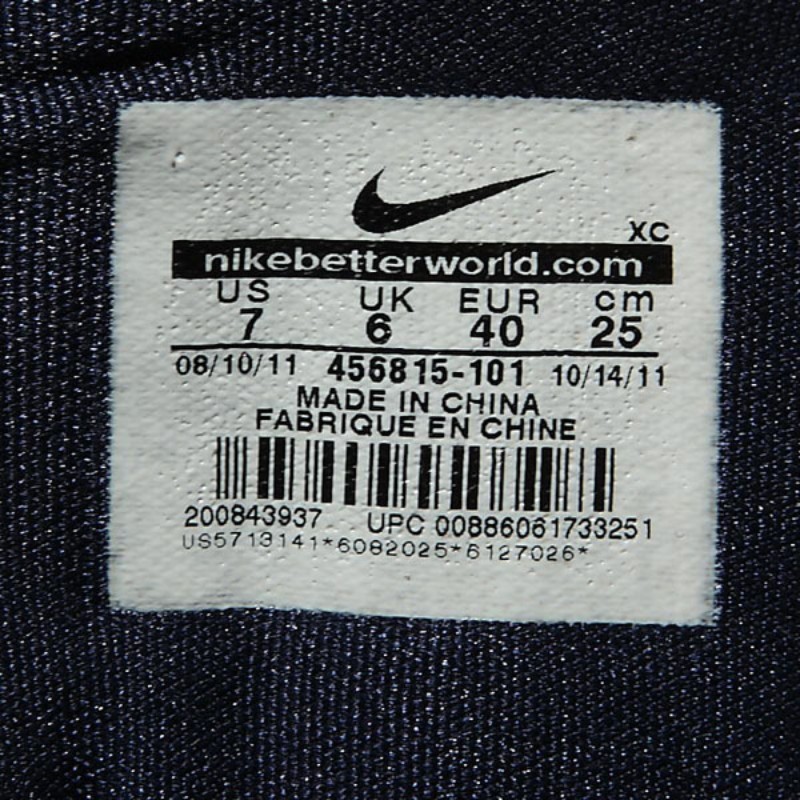 XC
nikebetterworld.com
US UK EUR cm
7 6 40 25
08/10/11 456815-101 10/14/11
MADE IN CHINA
FABRIQUE EN CHINE
200843937 UPC 00886061733251
US5713141*6082025*6127026*